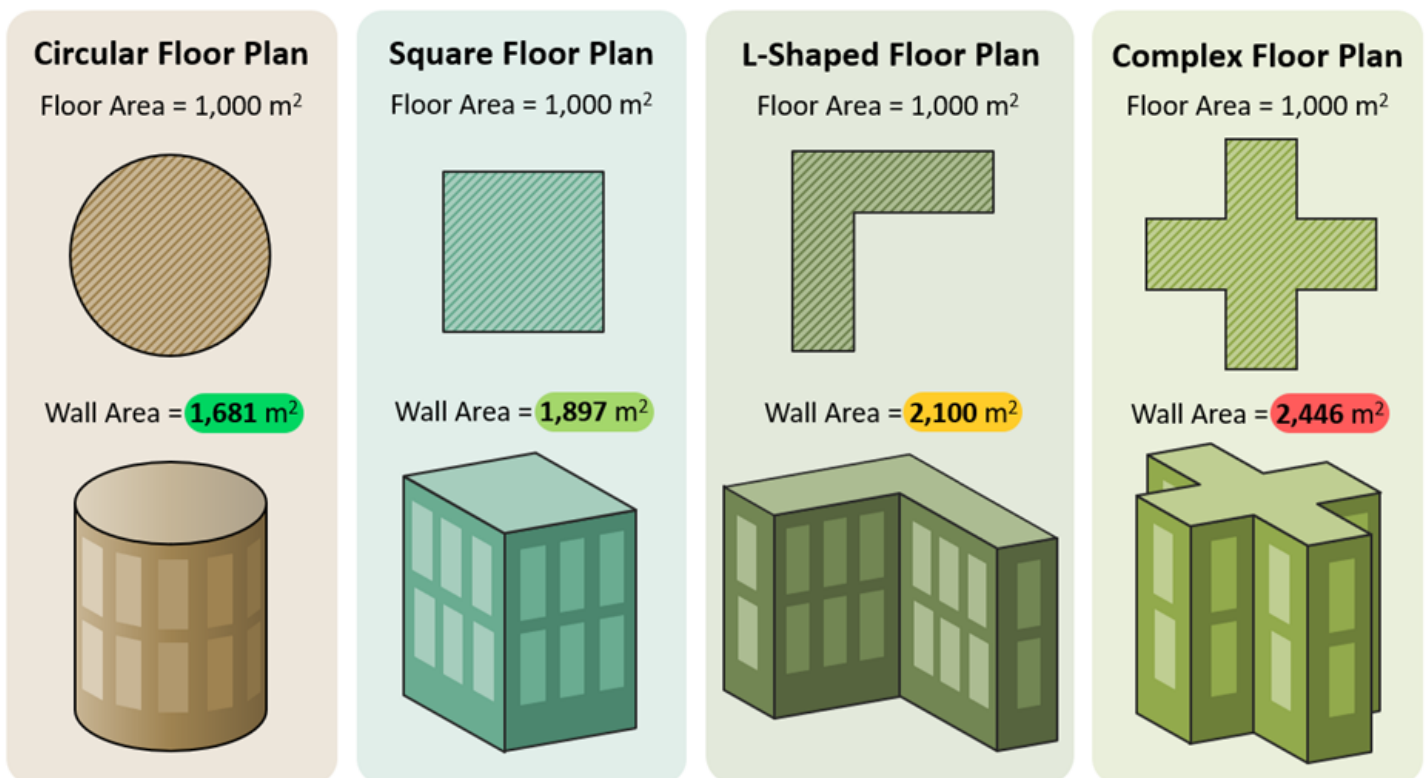 Circular Floor Plan
Floor Area = 1,000 m²
Wall Area = 1,681 m²
Square Floor Plan
Floor Area = 1,000 m²
Wall Area = 1,897 m²
L-Shaped Floor Plan
Floor Area = 1,000 m²
Wall Area = 2,100 m²
Complex Floor Plan
Floor Area = 1,000 m²
Wall Area = 2,446 m²